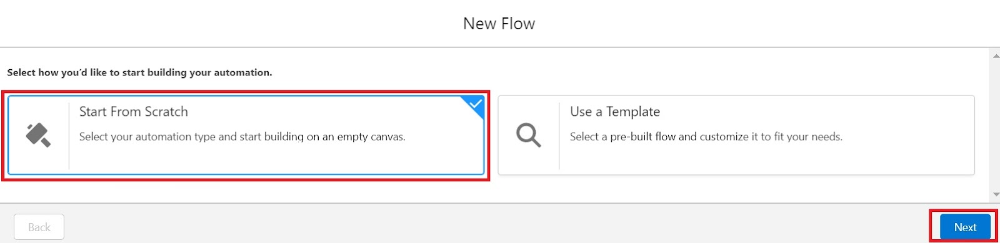 New Flow
Select how you'd like to start building your automation.
Start From Scratch
Select your automation type and start building on an empty canvas.
Use a Template
Select a pre-built flow and customize it to fit your needs.
Back
Next